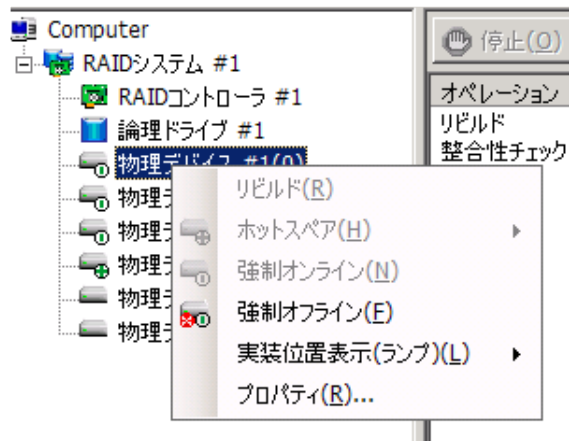 Computer
停止(O)
RAIDシステム #1
RAIDコントローラ #1
オペレーション
論理ドライブ #1
リビルド
物理デバイス #1(0)
整合性チェック
物理
リビルド(R)
物理
ホットスペア(H)
物理
強制オンライン(N)
物理
強制オフライン(F)
物理
実装位置表示(ランプ)(L)
物理
プロパティ(R)...